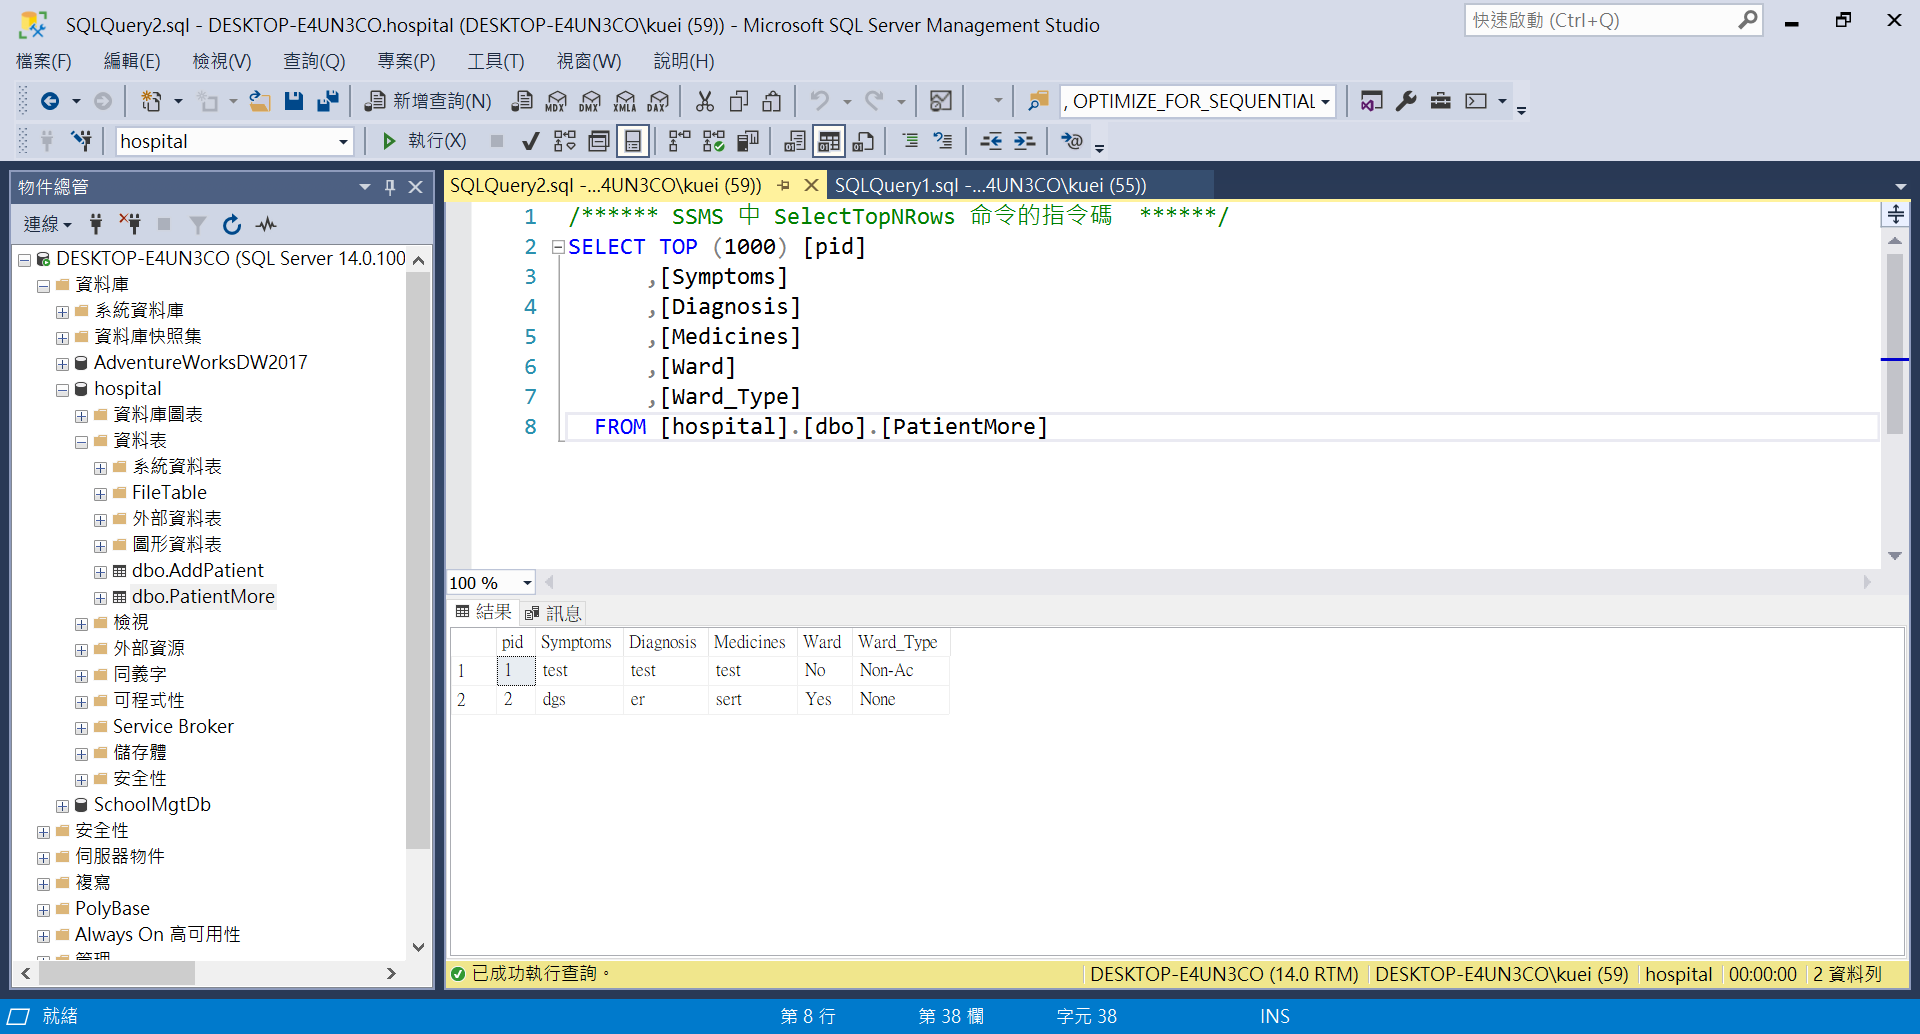 SQLQuery2.sql - DESKTOP-E4UN3CO.hospital (DESKTOP-E4UN3CO\kuei (59)) - Microsoft SQL Server Management Studio
快速啟動 (Ctrl+Q)
檔案(F) 編輯(E) 檢視(V) 查詢(Q) 專案(P) 工具(T) 視窗(W) 說明(H)
新增查詢(N) MDX DMX XMLA DAX , OPTIMIZE_FOR_SEQUENTIAL
hospital 執行(X)
物件總管
連線
DESKTOP-E4UN3CO (SQL Server 14.0.100
資料庫
系統資料庫
資料庫快照集
AdventureWorksDW2017
hospital
資料庫圖表
資料表
系統資料表
FileTable
外部資料表
圖形資料表
dbo.AddPatient
dbo.PatientMore
檢視
外部資源
同義字
可程式性
Service Broker
儲存體
安全性
SchoolMgtDb
安全性
伺服器物件
複寫
PolyBase
Always On 高可用性
管理
SQLQuery2.sql -...4UN3CO\kuei (59)) SQLQuery1.sql -...4UN3CO\kuei (55))
1 /****** SSMS 中 SelectTopNRows 命令的指令碼  ******/
2 SELECT TOP (1000) [pid]
3 ,[Symptoms]
4 ,[Diagnosis]
5 ,[Medicines]
6 ,[Ward]
7 ,[Ward_Type]
8 FROM [hospital].[dbo].[PatientMore]
100 %
結果 訊息
pid Symptoms Diagnosis Medicines Ward Ward_Type
1 1 test test test No Non-Ac
2 2 dgs er sert Yes None
已成功執行查詢。 DESKTOP-E4UN3CO (14.0 RTM) DESKTOP-E4UN3CO\kuei (59) hospital 00:00:00 2 資料列
就緒 第 8 行 第 38 欄 字元 38 INS